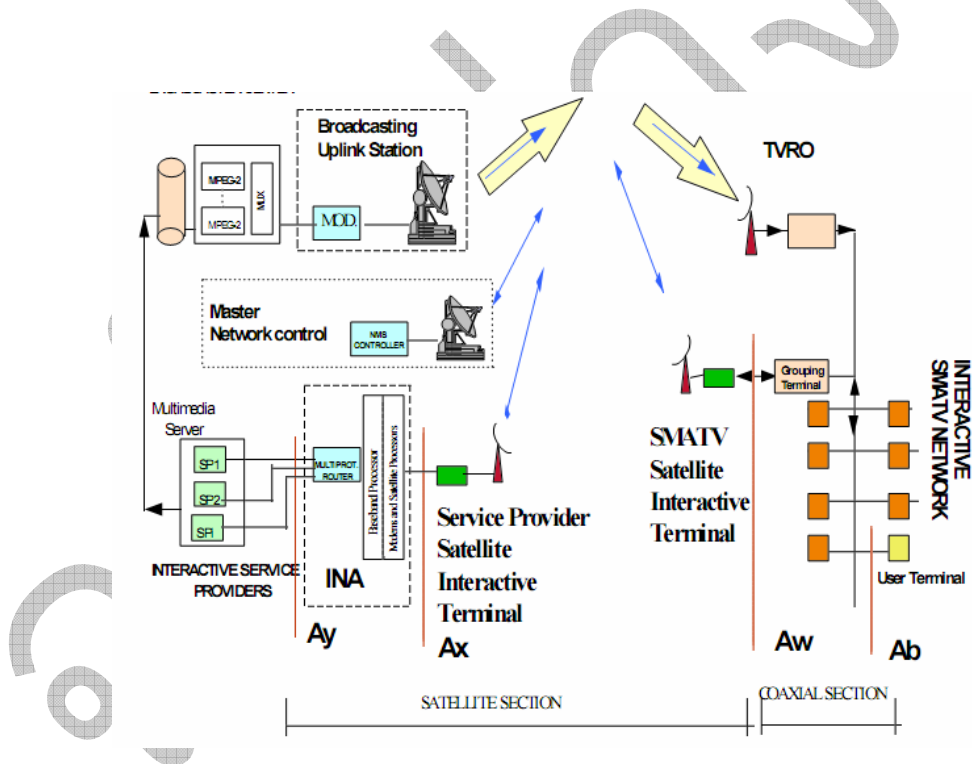 Broadcasting
Uplink Station
TVRO
MPEG-2
MPEG-2
MUX
MOD.
Master
Network control
NMS
CONTROLLER
Grouping
Terminal
INTERACTIVE
SMATV NETWORK
Multimedia
Server
SP1
SP2
SPi
MULTIPROT.
ROUTER
Baseband Processor
Modems and Satellite Processors
SMATV
Satellite
Interactive
Terminal
Service Provider
Satellite
Interactive
Terminal
INTERACTIVE SERVICE
PROVIDERS
INA
User Terminal
Ay
Ax
Aw
Ab
SATELLITE SECTION
COAXIAL SECTION